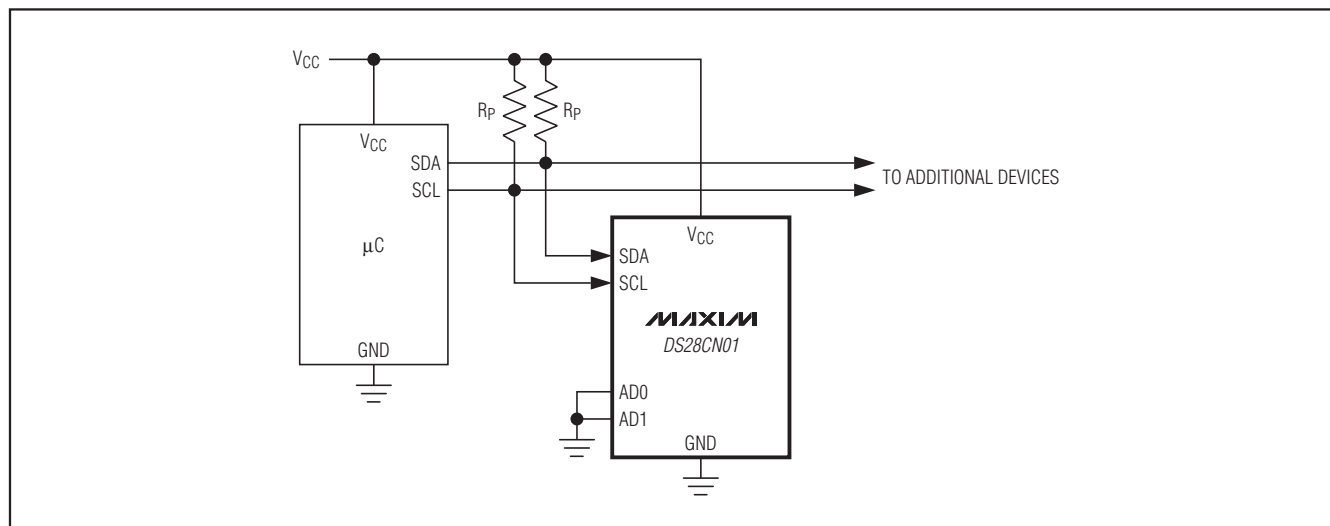 VCC
RP RP
VCC
SDA
SCL
TO ADDITIONAL DEVICES
µC
VCC
SDA
SCL
MAXIM
DS28CN01
GND
AD0
AD1
GND